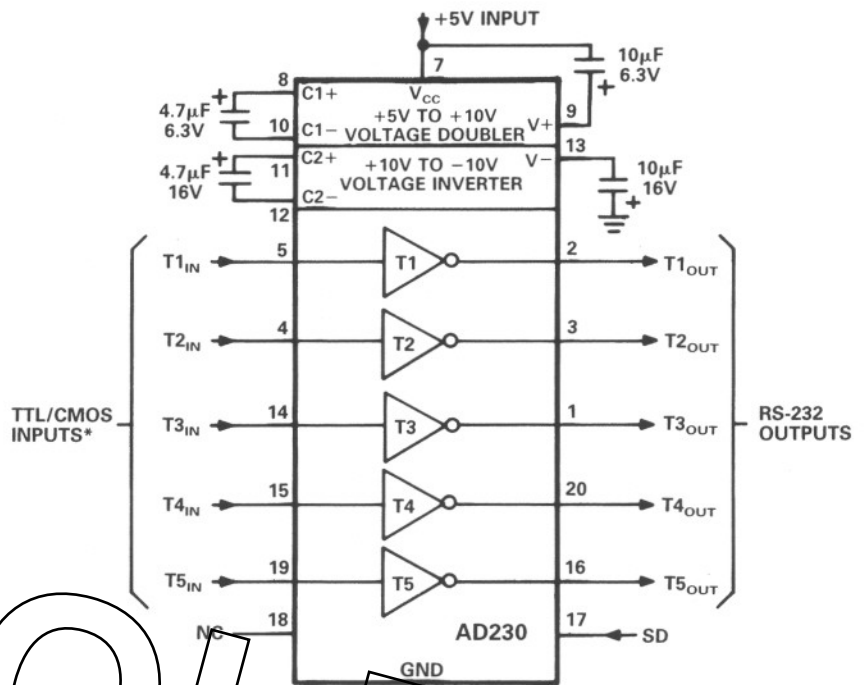 +5V INPUT
7
10µF
6.3V
8
C1+
VCC
+5V TO +10V
VOLTAGE DOUBLER
V+
9
4.7µF
6.3V
10
C1−
C2+
11
+10V TO −10V
VOLTAGE INVERTER
V−
13
4.7µF
16V
C2−
12
10µF
16V
T1IN
5
T1
2
T1OUT
T2IN
4
T2
3
T2OUT
TTL/CMOS
INPUTS*
T3IN
14
T3
1
T3OUT
RS-232
OUTPUTS
T4IN
15
T4
20
T4OUT
T5IN
19
T5
16
T5OUT
NC
18
AD230
17
SD
GND